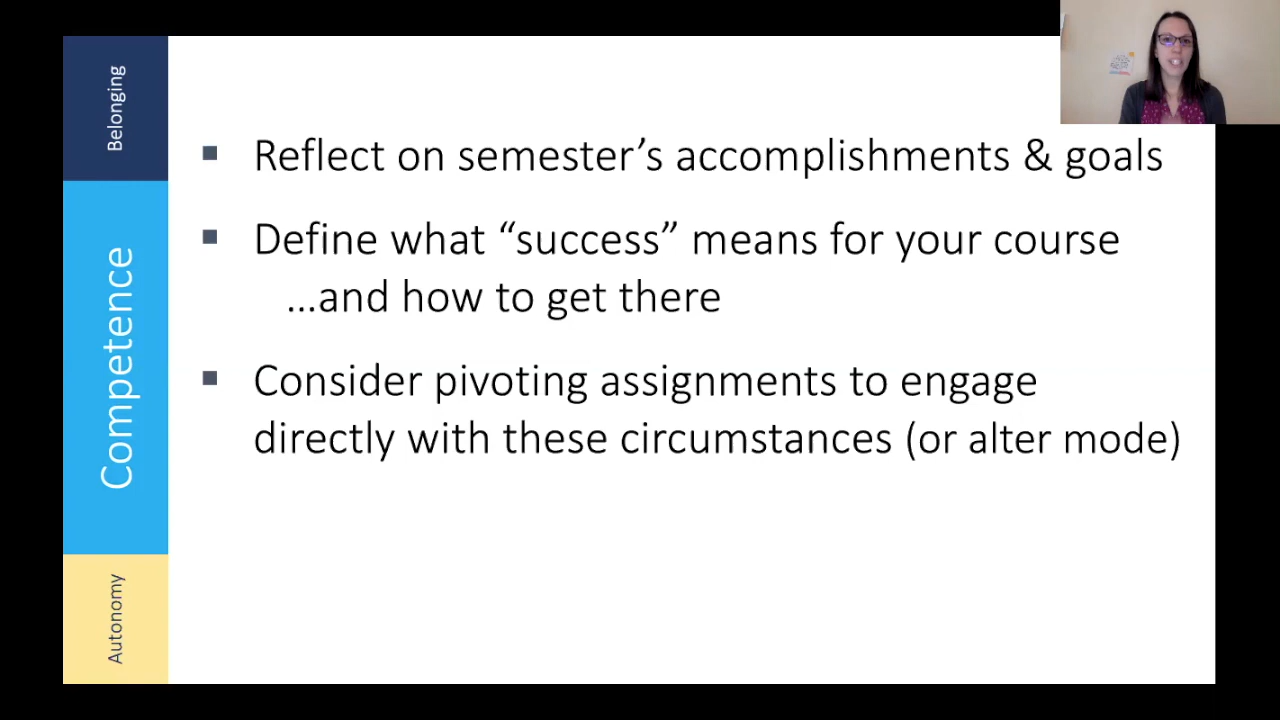 Belonging
Competence
Autonomy
▪ Reflect on semester’s accomplishments & goals
▪ Define what “success” means for your course
…and how to get there
▪ Consider pivoting assignments to engage
directly with these circumstances (or alter mode)